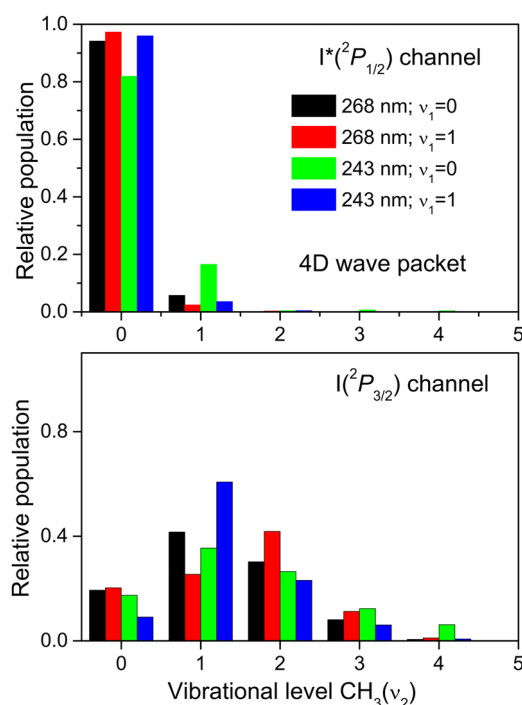 1.0
0.8
0.6
0.4
0.2
0.0
Relative population
I*(²P₁/₂) channel
268 nm; ν₁=0
268 nm; ν₁=1
243 nm; ν₁=0
243 nm; ν₁=1
4D wave packet
0 1 2 3 4 5
I(²P₃/₂) channel
0.8
0.4
0.0
Relative population
0 1 2 3 4 5
Vibrational level CH₃(ν₂)